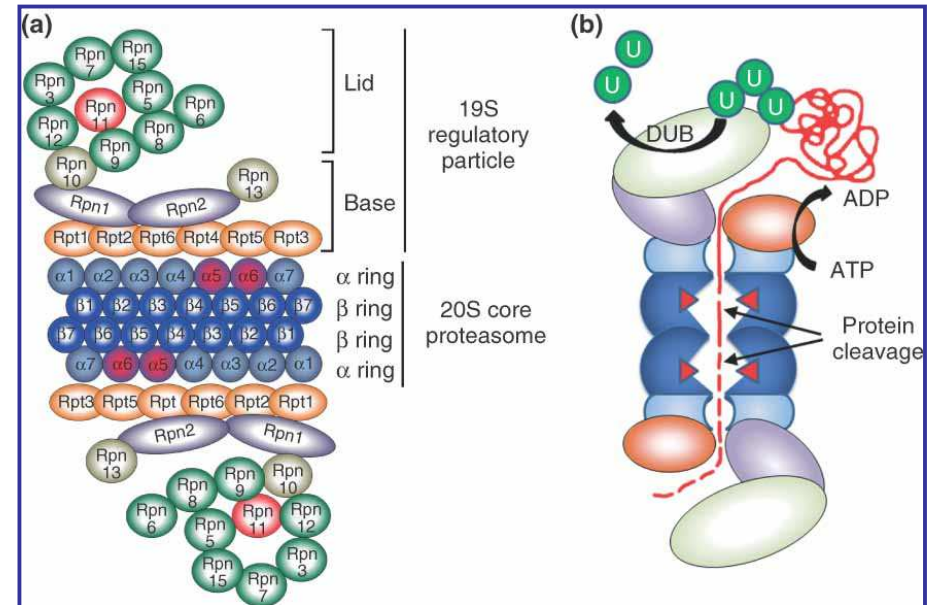 (a)
Rpn
7
Rpn
15
Rpn
3
Rpn
5
Rpn
6
Rpn
11
Rpn
12
Rpn
8
Rpn
9
Rpn
10
Rpn
13
Rpn1
Rpn2
Rpt1 Rpt2 Rpt6 Rpt4 Rpt5 Rpt3
Lid
Base
19S
regulatory
particle
α1 α2 α3 α4 α5 α6 α7
α ring
β1 β2 β3 β4 β5 β6 β7
β ring
β7 β6 β5 β4 β3 β2 β1
β ring
α7 α6 α5 α4 α3 α2 α1
α ring
20S core
proteasome
Rpt3 Rpt5 Rpt Rpt6 Rpt2 Rpt1
Rpn2
Rpn1
Rpn
13
Rpn
10
Rpn
9
Rpn
8
Rpn
6
Rpn
11
Rpn
12
Rpn
5
Rpn
3
Rpn
15
Rpn
7
(b)
U
U
U
U
U
DUB
ADP
ATP
Protein
cleavage